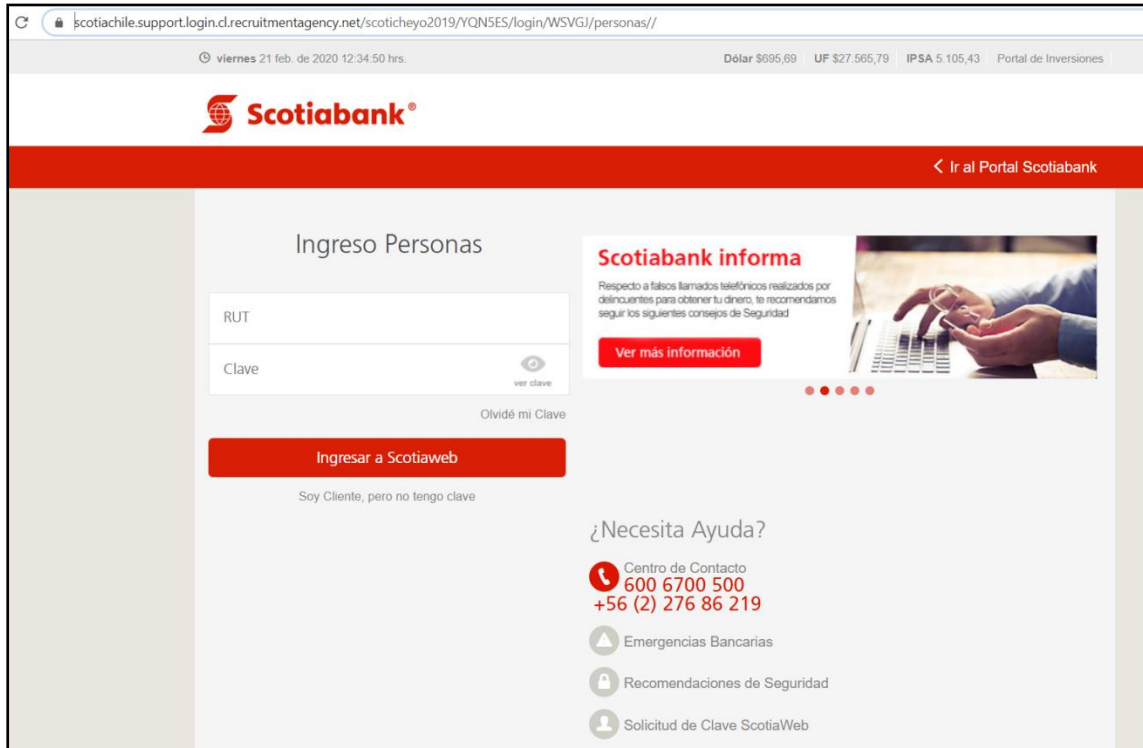 scotiachile.support.login.cl.recruitmentagency.net/scoticheyo2019/YQN5ES/login/WSVGJ/personas//
viernes 21 feb. de 2020 12:34:50 hrs.
Dólar $695,69 UF $27.565,79 IPSA 5.105,43 Portal de Inversiones
Scotiabank®
Ir al Portal Scotiabank
Ingreso Personas
RUT
Clave
ver clave
Olvidé mi Clave
Ingresar a Scotiaweb
Soy Cliente, pero no tengo clave
Scotiabank informa
Respecto a falsos llamados telefónicos realizados por
delincuentes para obtener tu dinero, te recomendamos
seguir los siguientes consejos de Seguridad
Ver más información
¿Necesita Ayuda?
Centro de Contacto
600 6700 500
+56 (2) 276 86 219
Emergencias Bancarias
Recomendaciones de Seguridad
Solicitud de Clave ScotiaWeb